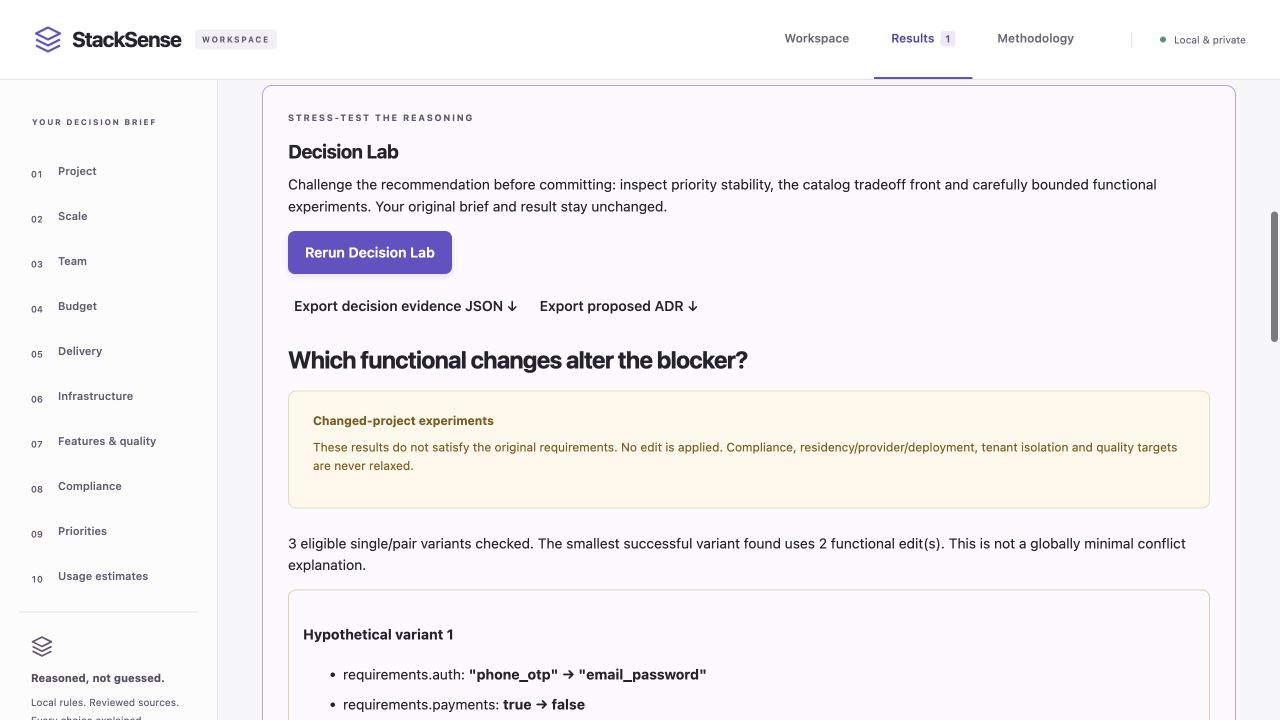 StackSense WORKSPACE
Workspace Results 1 Methodology Local & private
YOUR DECISION BRIEF
01 Project
02 Scale
03 Team
04 Budget
05 Delivery
06 Infrastructure
07 Features & quality
08 Compliance
09 Priorities
10 Usage estimates
Reasoned, not guessed.
Local rules. Reviewed sources.
Every choice explained.
STRESS-TEST THE REASONING
Decision Lab
Challenge the recommendation before committing: inspect priority stability, the catalog tradeoff front and carefully bounded functional
experiments. Your original brief and result stay unchanged.
Rerun Decision Lab
Export decision evidence JSON ↓ Export proposed ADR ↓
Which functional changes alter the blocker?
Changed-project experiments
These results do not satisfy the original requirements. No edit is applied. Compliance, residency/provider/deployment, tenant isolation and quality targets
are never relaxed.
3 eligible single/pair variants checked. The smallest successful variant found uses 2 functional edit(s). This is not a globally minimal conflict
explanation.
Hypothetical variant 1
• requirements.auth: "phone_otp" → "email_password"
• requirements.payments: true → false